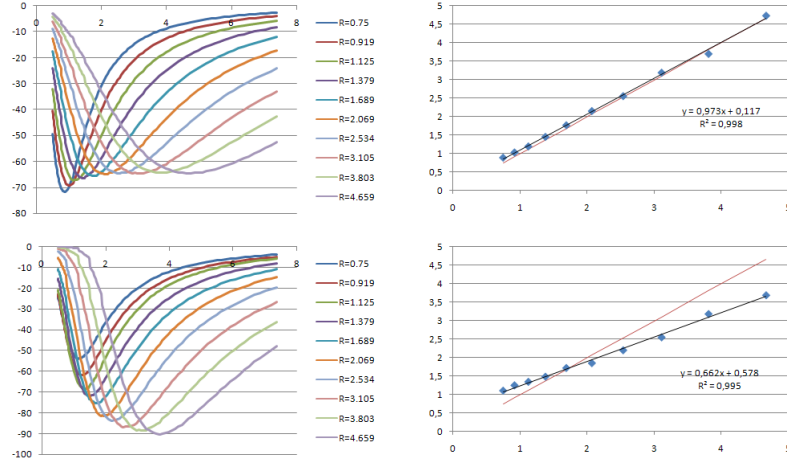 0
-10
-20
-30
-40
-50
-60
-70
-80
0 2 4 6 8
R=0.75
R=0.919
R=1.125
R=1.379
R=1.689
R=2.069
R=2.534
R=3.105
R=3.803
R=4.659
5
4,5
4
3,5
3
2,5
2
1,5
1
0,5
0
0 1 2 3 4 5
y = 0,973x + 0,117
R² = 0,998
0
-10
-20
-30
-40
-50
-60
-70
-80
-90
-100
0 2 4 6 8
R=0.75
R=0.919
R=1.125
R=1.379
R=1.689
R=2.069
R=2.534
R=3.105
R=3.803
R=4.659
5
4,5
4
3,5
3
2,5
2
1,5
1
0,5
0
0 1 2 3 4 5
y = 0,662x + 0,578
R² = 0,995